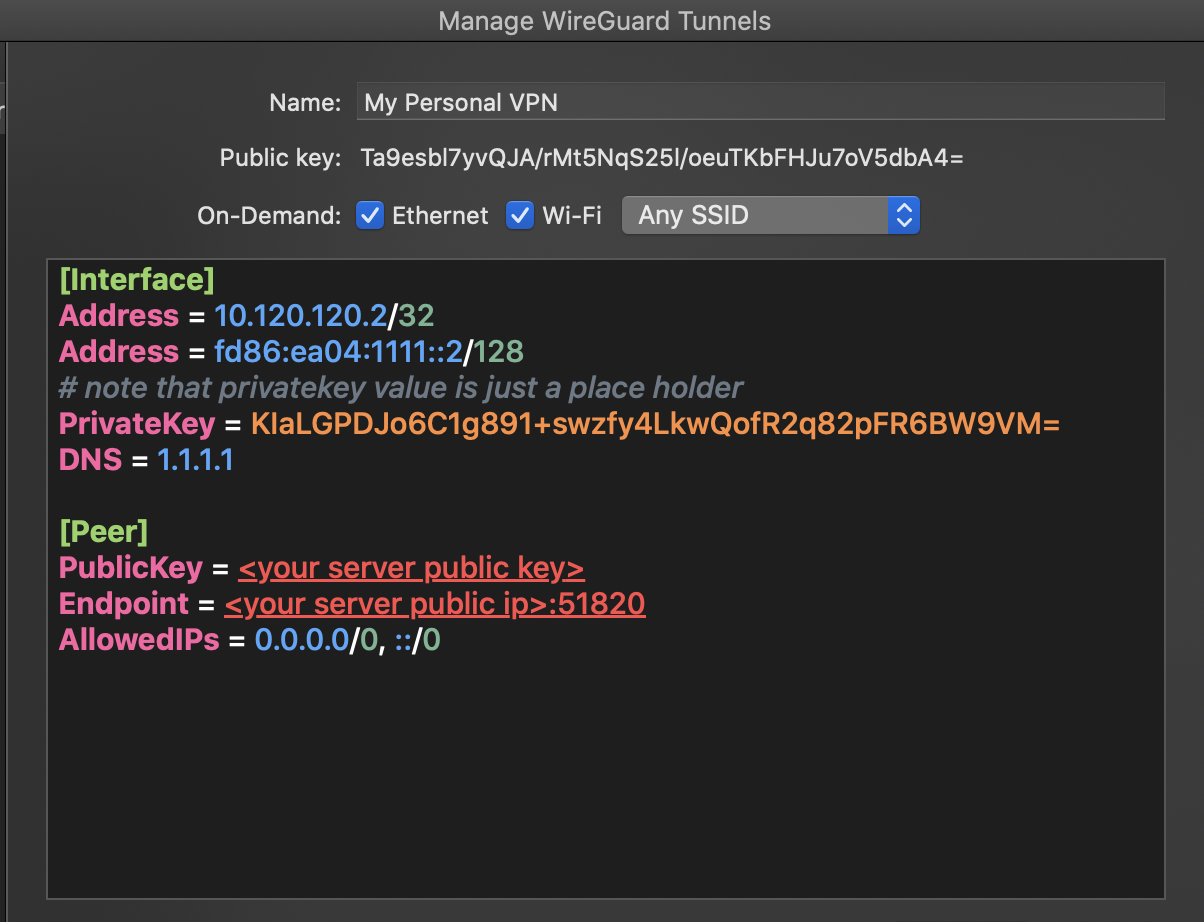 Manage WireGuard Tunnels
Name: My Personal VPN
Public key: Ta9esbl7yvQJA/rMt5NqS25l/oeuTKbFHJu7oV5dbA4=
On-Demand: Ethernet Wi-Fi Any SSID
[Interface]
Address = 10.120.120.2/32
Address = fd86:ea04:1111::2/128
# note that privatekey value is just a place holder
PrivateKey = KIaLGPDJo6C1g891+swzfy4LkwQofR2q82pFR6BW9VM=
DNS = 1.1.1.1
[Peer]
PublicKey = <your server public key>
Endpoint = <your server public ip>:51820
AllowedIPs = 0.0.0.0/0, ::/0